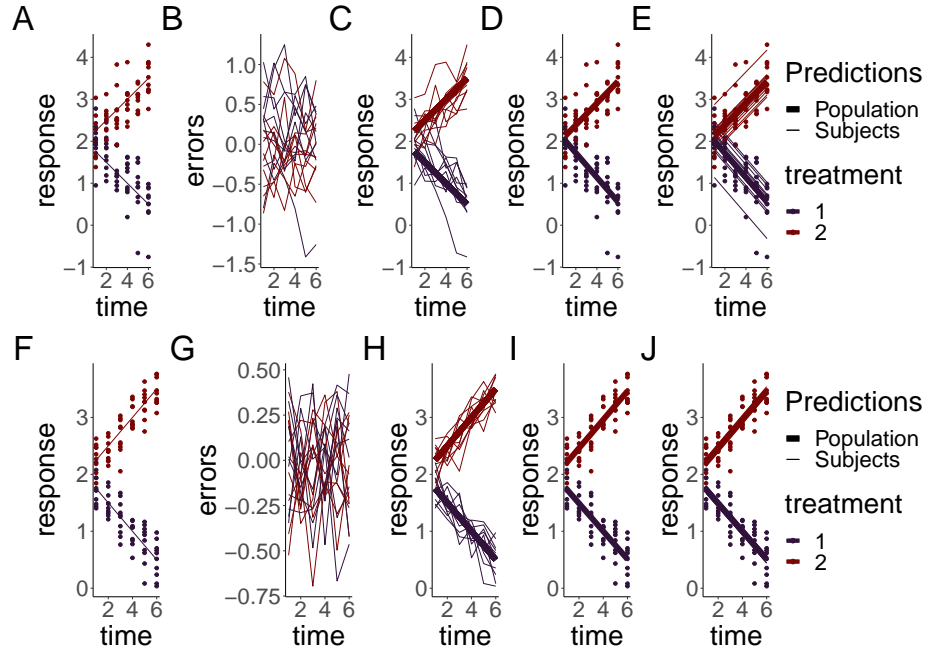 A B C D E
response
4
3
2
1
0
−1
2 4 6
time
errors
1.0
0.5
0.0
−0.5
−1.0
−1.5
2 4 6
time
response
4
3
2
1
0
−1
2 4 6
time
response
4
3
2
1
0
−1
2 4 6
time
response
4
3
2
1
0
−1
2 4 6
time
Predictions
Population
Subjects
treatment
1
2
F G H I J
response
3
2
1
0
2 4 6
time
errors
0.50
0.25
0.00
−0.25
−0.50
−0.75
2 4 6
time
response
3
2
1
0
2 4 6
time
response
3
2
1
0
2 4 6
time
response
3
2
1
0
2 4 6
time
Predictions
Population
Subjects
treatment
1
2